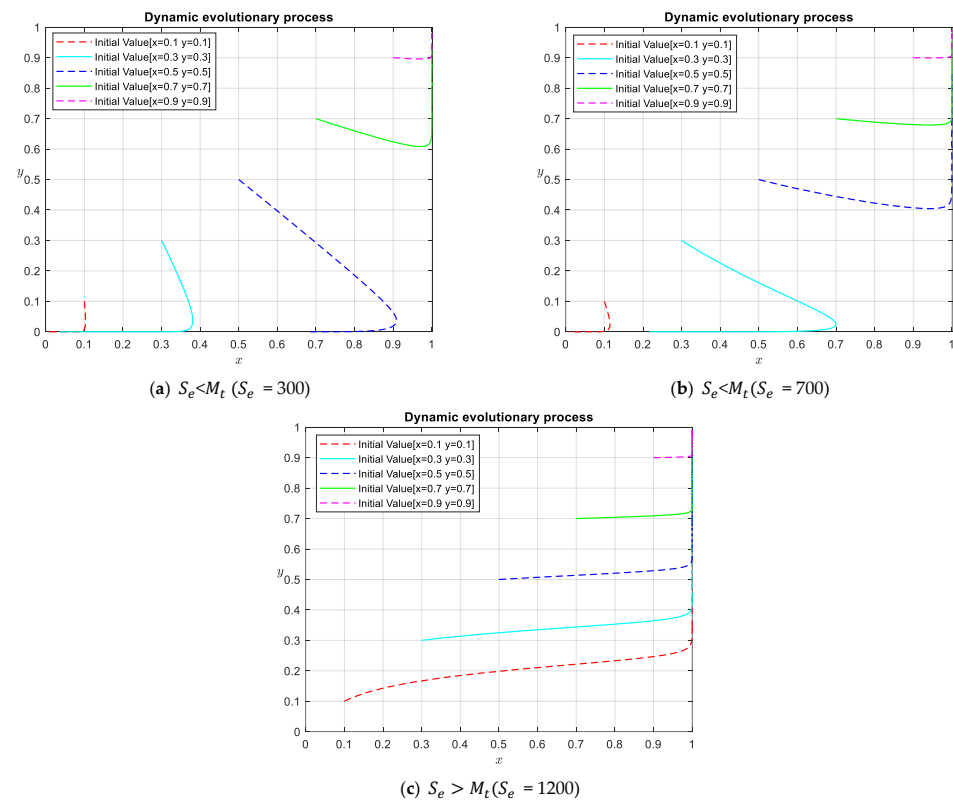 Dynamic evolutionary process
Initial Value[x=0.1 y=0.1]
Initial Value[x=0.3 y=0.3]
Initial Value[x=0.5 y=0.5]
Initial Value[x=0.7 y=0.7]
Initial Value[x=0.9 y=0.9]
1
0.9
0.8
0.7
0.6
0.5
0.4
0.3
0.2
0.1
0
y
0 0.1 0.2 0.3 0.4 0.5 0.6 0.7 0.8 0.9 1
x
(a) Sₑ<Mₜ (Sₑ = 300)
Dynamic evolutionary process
Initial Value[x=0.1 y=0.1]
Initial Value[x=0.3 y=0.3]
Initial Value[x=0.5 y=0.5]
Initial Value[x=0.7 y=0.7]
Initial Value[x=0.9 y=0.9]
1
0.9
0.8
0.7
0.6
0.5
0.4
0.3
0.2
0.1
0
y
0 0.1 0.2 0.3 0.4 0.5 0.6 0.7 0.8 0.9 1
x
(b) Sₑ<Mₜ(Sₑ = 700)
Dynamic evolutionary process
Initial Value[x=0.1 y=0.1]
Initial Value[x=0.3 y=0.3]
Initial Value[x=0.5 y=0.5]
Initial Value[x=0.7 y=0.7]
Initial Value[x=0.9 y=0.9]
1
0.9
0.8
0.7
0.6
0.5
0.4
0.3
0.2
0.1
0
y
0 0.1 0.2 0.3 0.4 0.5 0.6 0.7 0.8 0.9 1
x
(c) Sₑ > Mₜ(Sₑ = 1200)